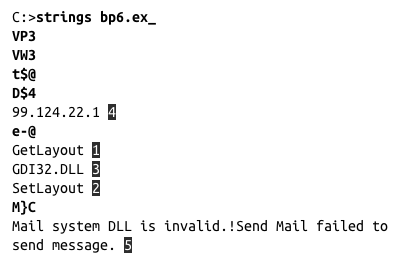 C:>strings bp6.ex_
VP3
VW3
t$@
D$4
99.124.22.1 4
e-@
GetLayout 1
GDI32.DLL 3
SetLayout 2
M}C
Mail system DLL is invalid.!Send Mail failed to
send message. 5